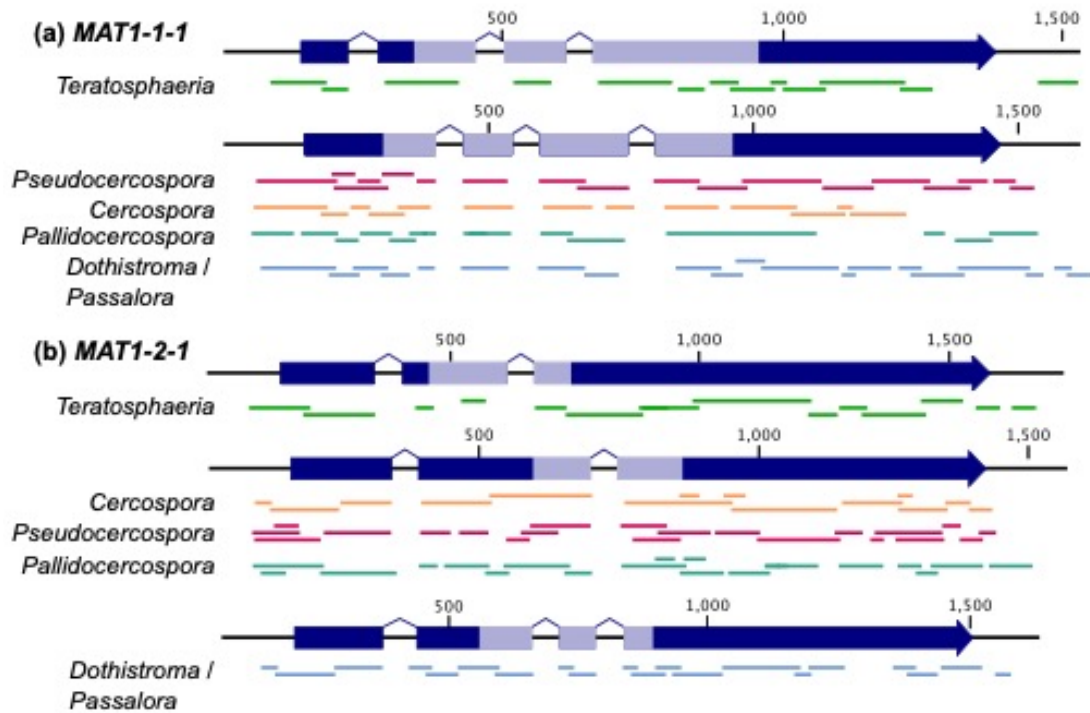 (a) MAT1-1-1
500 1,000 1,500
Teratosphaeria
500 1,000 1,500
Pseudocercospora
Cercospora
Pallidocercospora
Dothistroma /
Passalora
(b) MAT1-2-1
500 1,000 1,500
Teratosphaeria
500 1,000 1,500
Cercospora
Pseudocercospora
Pallidocercospora
500 1,000 1,500
Dothistroma /
Passalora